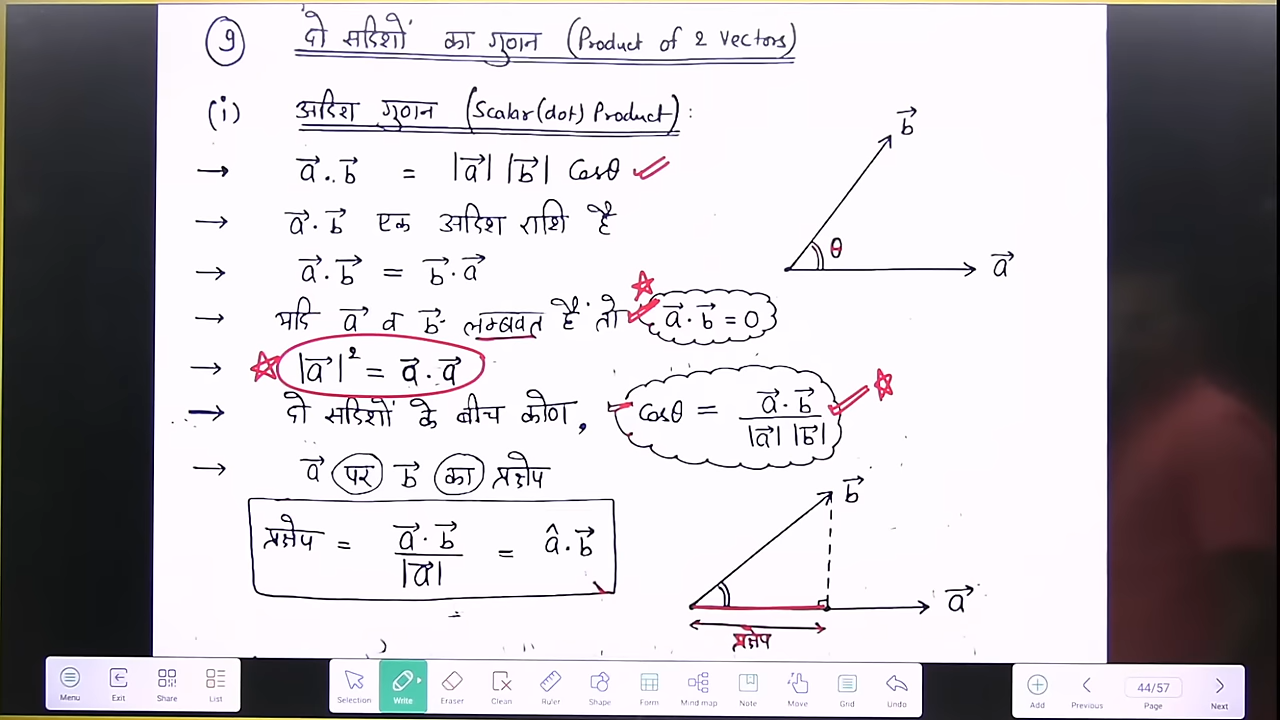 9 दो सदिशों का गुणन (Product of 2 Vectors)
(i) अदिश गुणन (Scalar(dot) Product):
→ a⃗.b⃗ = |a⃗| |b⃗| Cosθ
→ a⃗.b⃗ एक अदिश राशि है
→ a⃗.b⃗ = b⃗.a⃗
→ यदि a⃗ व b⃗ लम्बवत है तो a⃗.b⃗ = 0
→ |a⃗|² = a⃗.a⃗
→ दो सदिशों के बीच कोण, Cosθ = a⃗.b⃗ / |a⃗| |b⃗|
→ a⃗ पर b⃗ का प्रक्षेप
प्रक्षेप = a⃗.b⃗ / |a⃗| = â.b⃗
b⃗
θ
a⃗
b⃗
a⃗
प्रक्षेप
Menu Exit Share List Selection Write Eraser Clean Ruler Shape Form Mind map Note Move Grid Undo Add Previous 44/57 Page Next